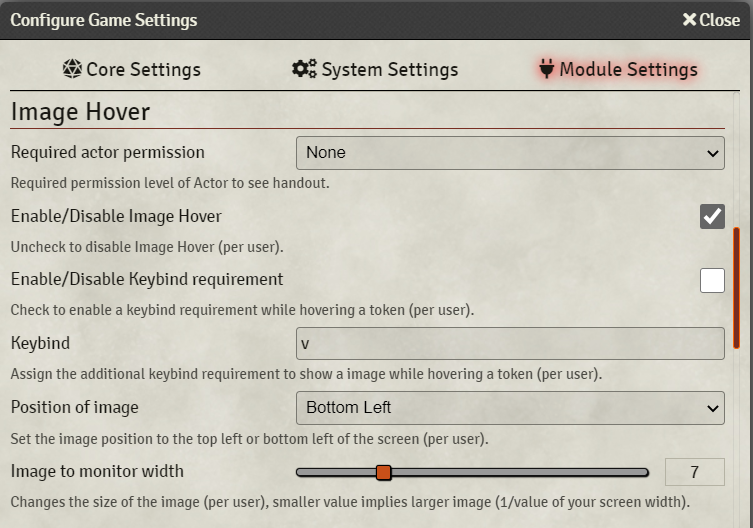 Configure Game Settings
Close
Core Settings
System Settings
Module Settings
Image Hover
Required actor permission
None
Required permission level of Actor to see handout.
Enable/Disable Image Hover
Uncheck to disable Image Hover (per user).
Enable/Disable Keybind requirement
Check to enable a keybind requirement while hovering a token (per user).
Keybind
v
Assign the additional keybind requirement to show a image while hovering a token (per user).
Position of image
Bottom Left
Set the image position to the top left or bottom left of the screen (per user).
Image to monitor width
7
Changes the size of the image (per user), smaller value implies larger image (1/value of your screen width).